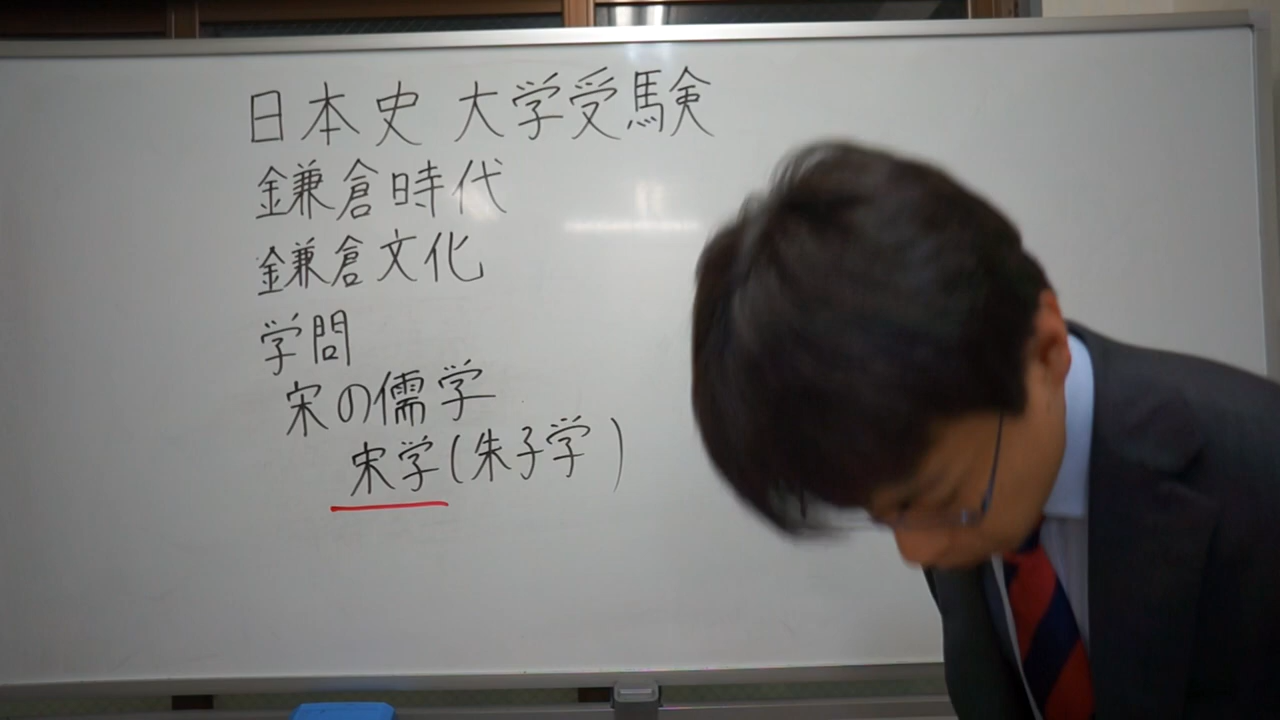 日本史 大学受験
鎌倉時代
鎌倉文化
学問
宋の儒学
宋学(朱子学)